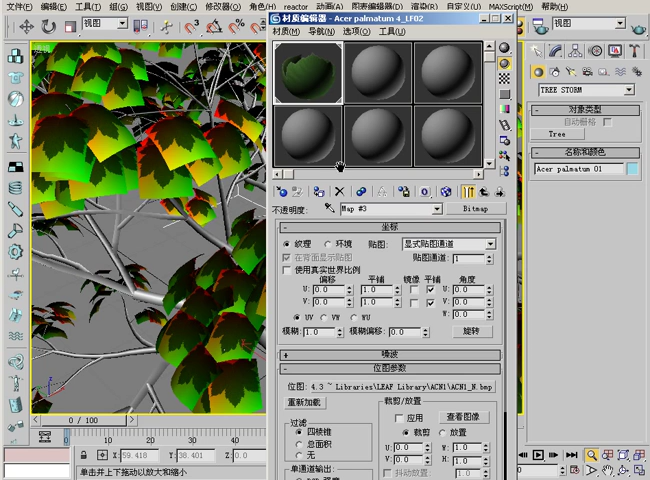 文件(F) 编辑(E) 工具(T) 组(G) 视图(V) 创建(C) 修改器(O) 角色(H) reactor 动画(A) 图表编辑器(D) 渲染(R) 自定义(U) MAXScript(M) 帮助(H)
视图
视图
材质编辑器 - Acer palmatum 4_LF02
材质(M) 导航(N) 选项(O) 工具(U)
不透明度: Map #3 Bitmap
坐标
纹理 环境 贴图: 显式贴图通道
在背面显示贴图 贴图通道: 1
使用真实世界比例
偏移 平铺 镜像 平铺 角度
U: 0.0 1.0 U: 0.0
V: 0.0 1.0 V: 0.0
W: 0.0
UV VW WU
模糊: 1.0 模糊偏移: 0.0 旋转
噪波
位图参数
位图: 4.3 ~ Libraries\LEAF Library\ACN1\ACN1_N.bmp
重新加载
裁剪/放置
应用 查看图像
裁剪 放置
U: 0.0 W: 1.0
V: 0.0 H: 1.0
抖动放置: 1.0
过滤
四棱锥
总面积
无
单通道输出:
TREE STORM
对象类型
自动栅格
Tree
名称和颜色
Acer palmatum 01
0 / 100
0 10 20 30 40
X: 59.418 Y: 38.401 Z: 0.0
单击并上下拖动以放大和缩小